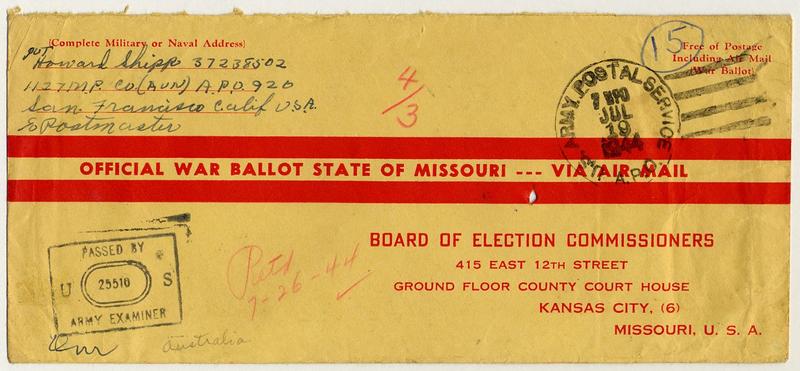 (Complete Military or Naval Address)
pvt Howard Shipp 37238502
1127 M.P. CO (AVN) A.P.O. 920
San Francisco Calif U.S.A.
c/o Postmaster
4/3
15
Free of Postage
Including Air Mail
(War Ballot)
ARMY POSTAL SERVICE
7 30 PM
JUL
19
1944
A.P.O.
OFFICIAL WAR BALLOT STATE OF MISSOURI --- VIA AIR MAIL
PASSED BY
U 25510 S
ARMY EXAMINER
Retd
7-26-44
Australia
BOARD OF ELECTION COMMISSIONERS
415 EAST 12TH STREET
GROUND FLOOR COUNTY COURT HOUSE
KANSAS CITY, (6)
MISSOURI, U. S. A.